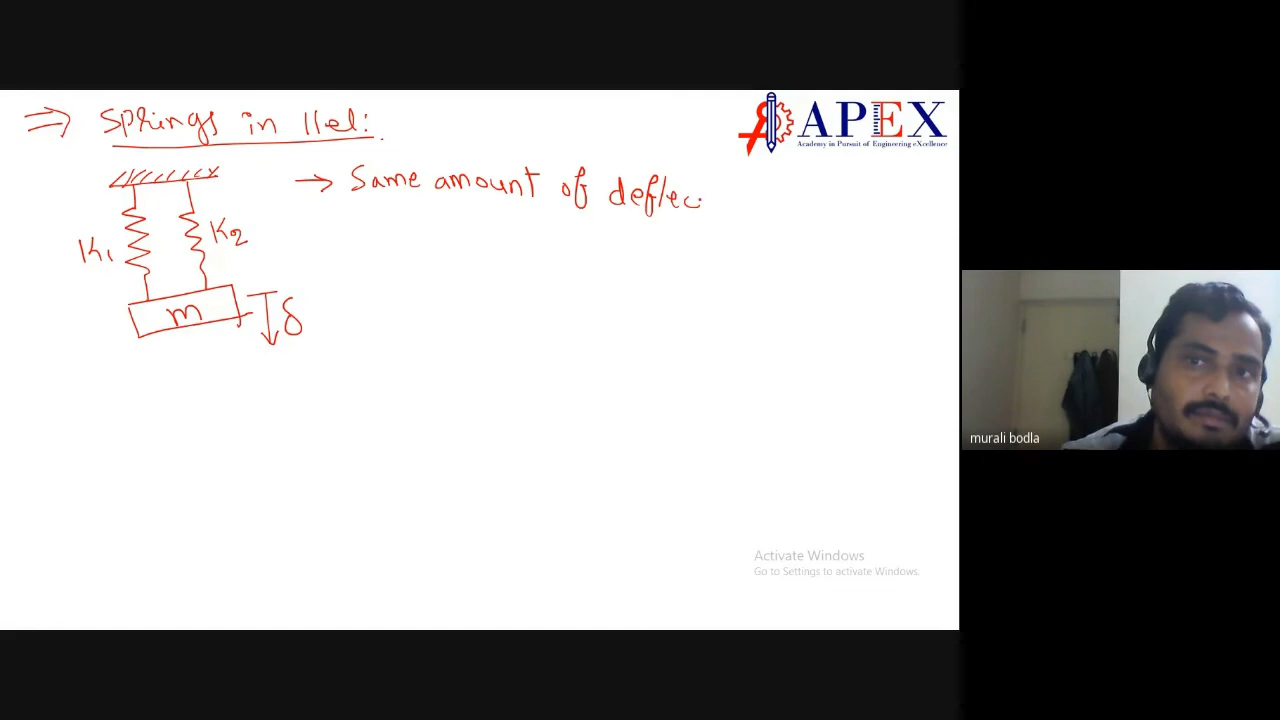 ⇒ Springs in llel:
APEX
Academy in Pursuit of Engineering eXcellence
→ Same amount of deflec
K1
K2
m
δ
murali bodla
Activate Windows
Go to Settings to activate Windows.